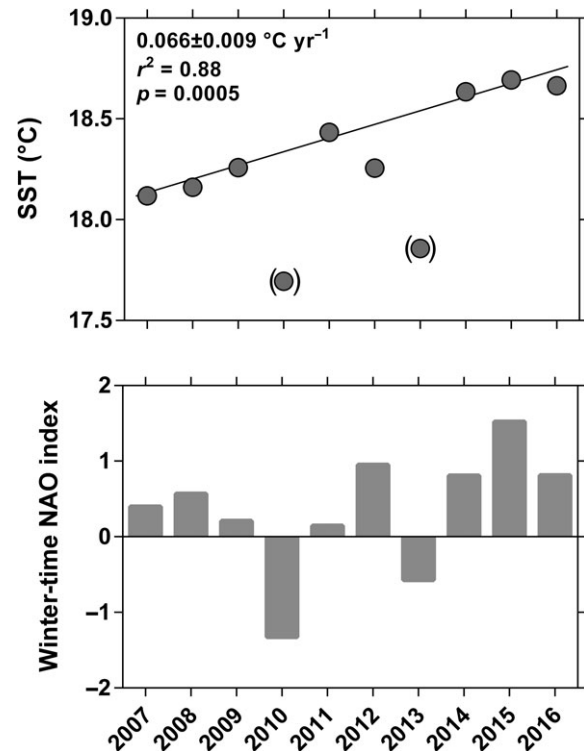 19.0
0.066±0.009 °C yr⁻¹
r² = 0.88
p = 0.0005
18.5
SST (°C)
18.0
( )
( )
17.5
2
1
Winter-time NAO index
0
−1
−2
2007 2008 2009 2010 2011 2012 2013 2014 2015 2016